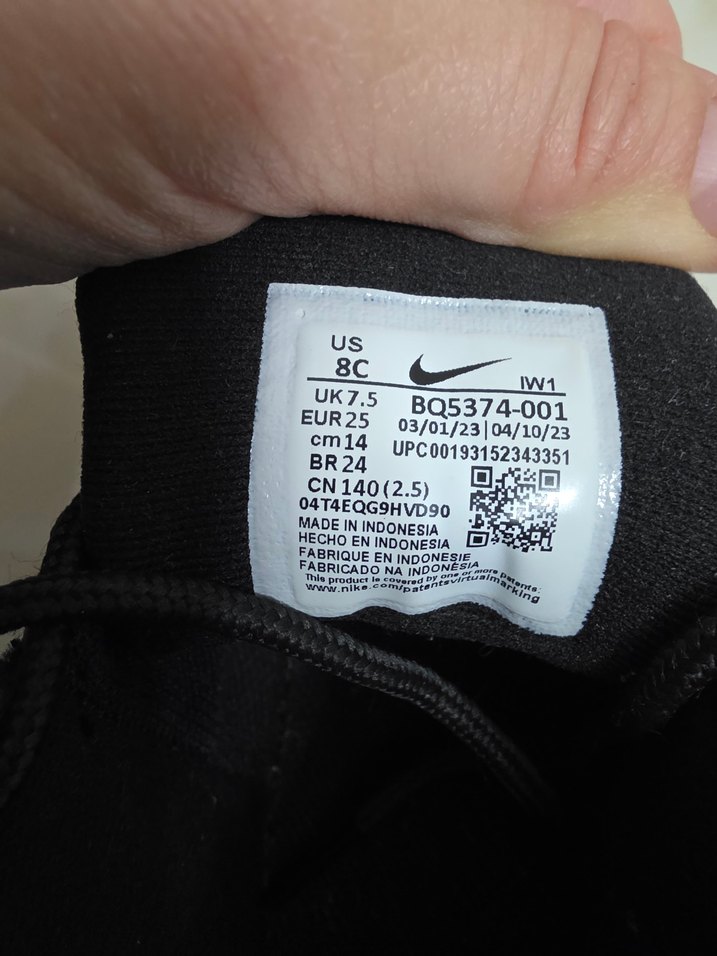 US
8C
IW1
UK 7.5
BQ5374-001
EUR 25
03/01/23 | 04/10/23
cm 14
UPC00193152343351
BR 24
CN 140 (2.5)
04T4EQG9HVD90
MADE IN INDONESIA
HECHO EN INDONESIA
FABRIQUE EN INDONESIE
FABRICADO NA INDONÉSIA
This product is covered by one or more patents:
www.nike.com/patentsvirtualmarking